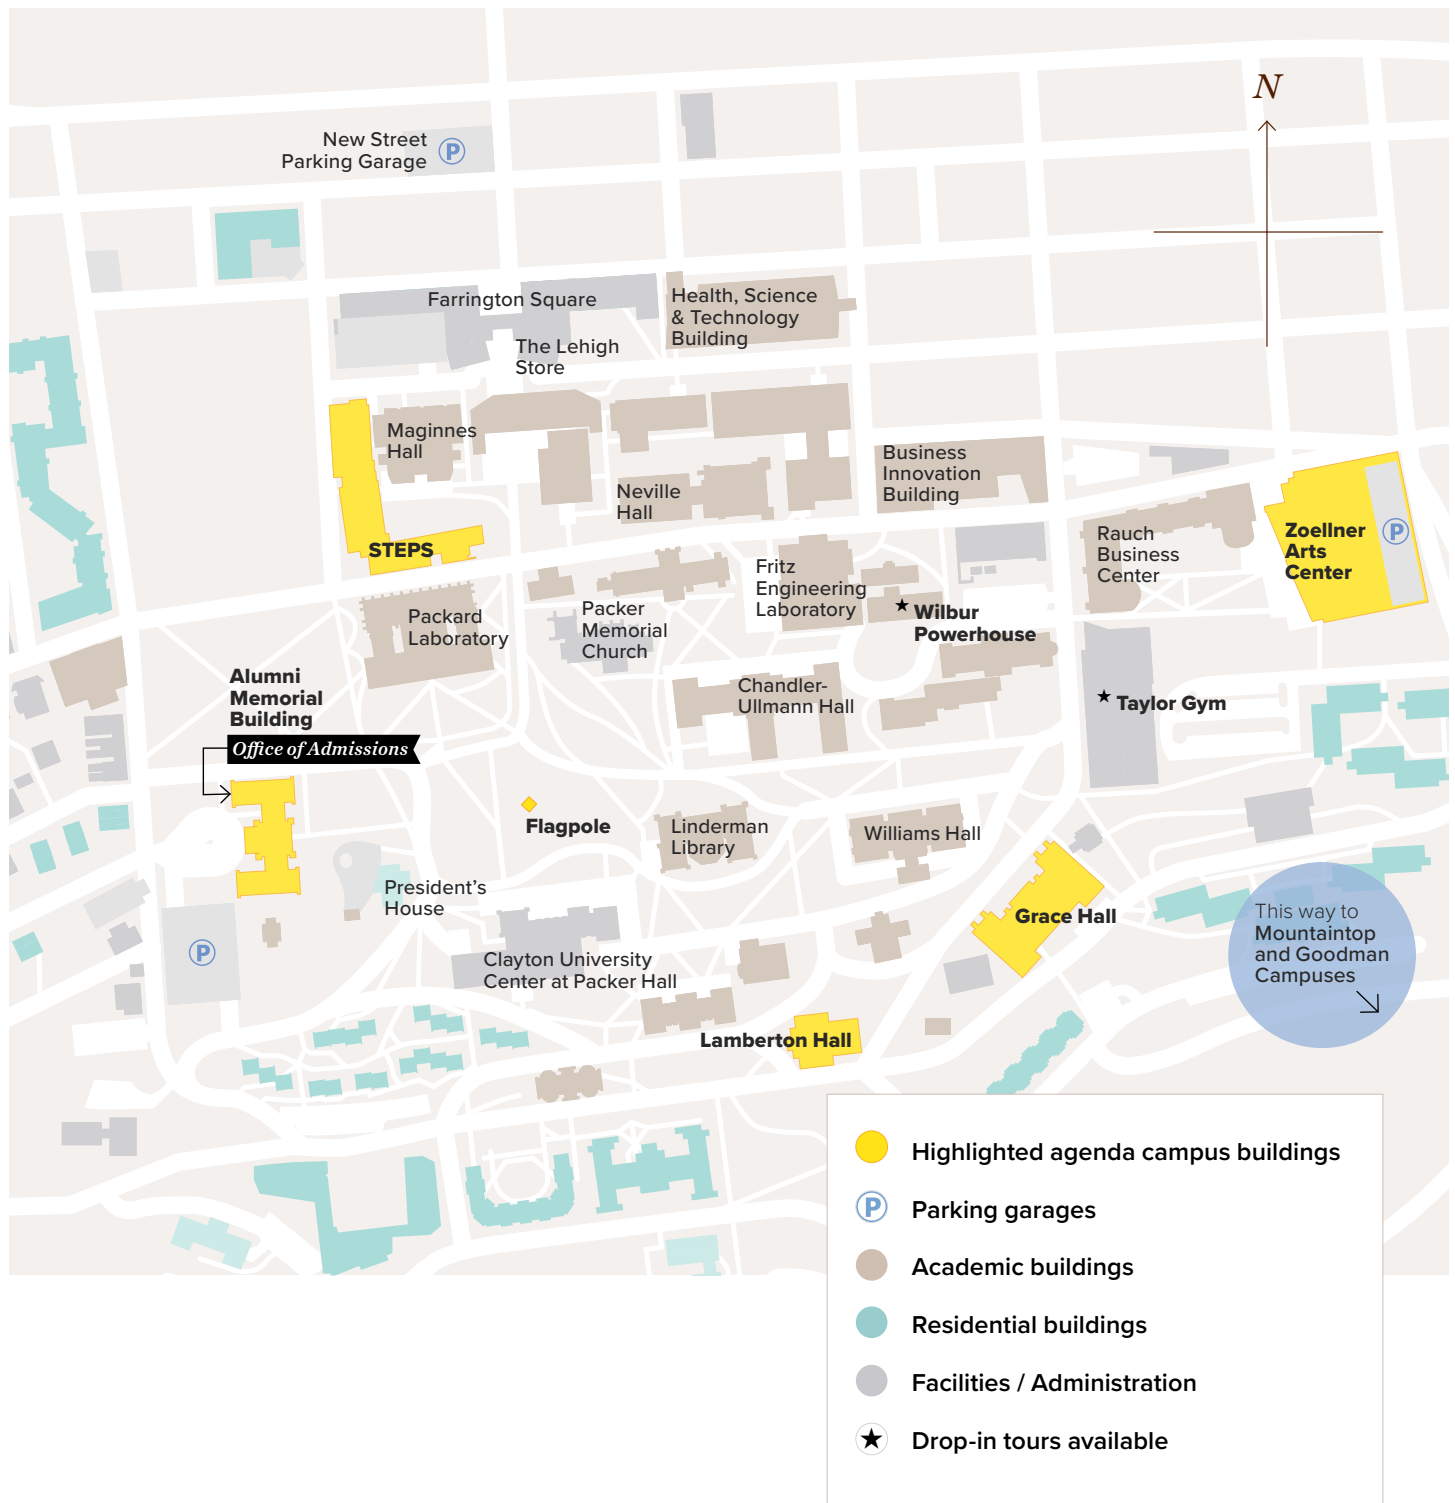 N
New Street
Parking Garage
P
Farrington Square
Health, Science
& Technology
Building
The Lehigh
Store
Maginnes
Hall
Business
Innovation
Building
Neville
Hall
STEPS
Rauch
Business
Center
Zoellner
Arts
Center
P
Fritz
Engineering
Laboratory
Packard
Laboratory
Packer
Memorial
Church
Wilbur
Powerhouse
Alumni
Memorial
Building
Office of Admissions
Chandler-
Ullmann Hall
Taylor Gym
Flagpole
Linderman
Library
Williams Hall
President's
House
Grace Hall
This way to
Mountaintop
and Goodman
Campuses
P
Clayton University
Center at Packer Hall
Lamberton Hall
Highlighted agenda campus buildings
P Parking garages
Academic buildings
Residential buildings
Facilities / Administration
Drop-in tours available